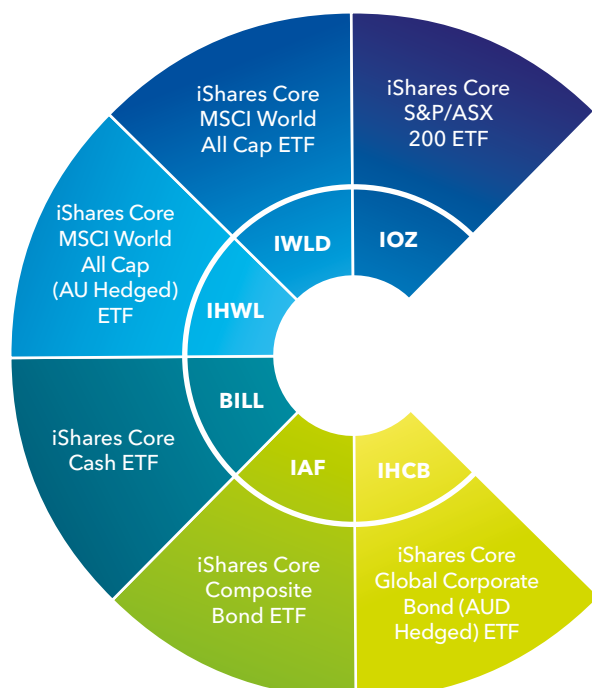 iShares Core
MSCI World
All Cap ETF
iShares Core
S&P/ASX
200 ETF
iShares Core
MSCI World
All Cap
(AU Hedged)
ETF
IWLD
IOZ
IHWL
BILL
IAF
IHCB
iShares Core
Cash ETF
iShares Core
Composite
Bond ETF
iShares Core
Global Corporate
Bond (AUD
Hedged) ETF